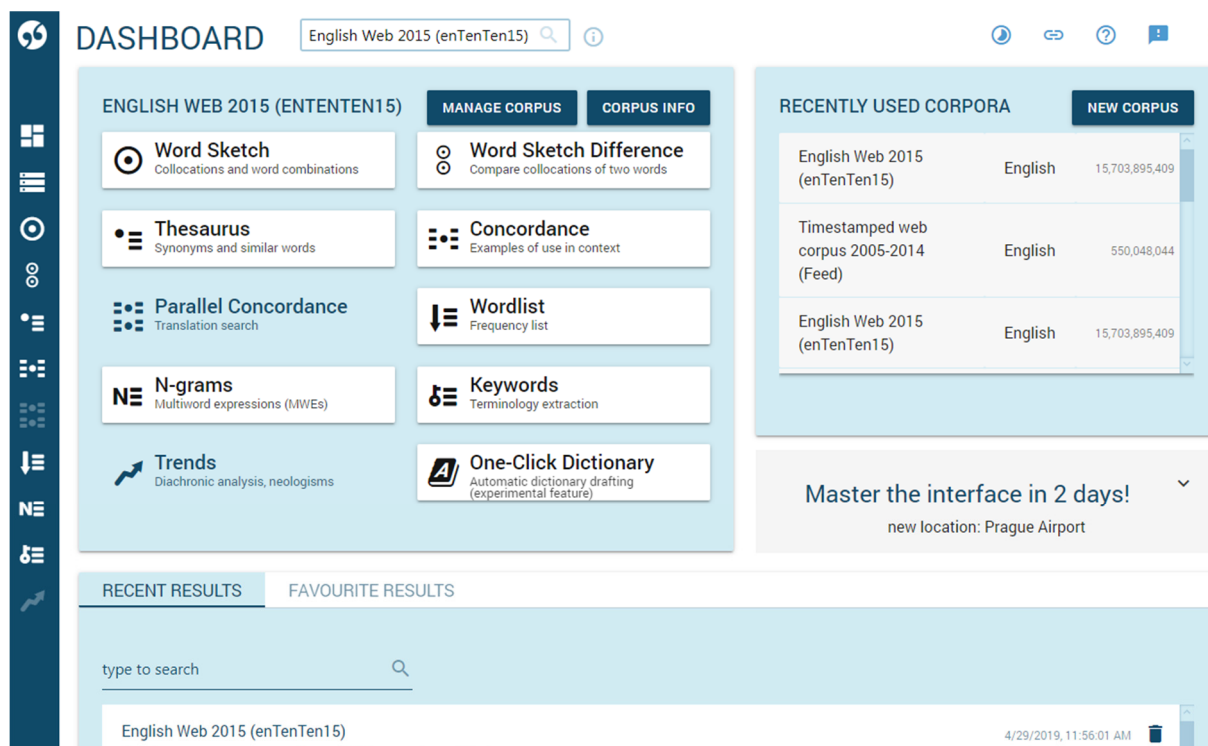 DASHBOARD
English Web 2015 (enTenTen15)
ENGLISH WEB 2015 (ENTENTEN15)
MANAGE CORPUS
CORPUS INFO
Word Sketch
Collocations and word combinations
Word Sketch Difference
Compare collocations of two words
Thesaurus
Synonyms and similar words
Concordance
Examples of use in context
Parallel Concordance
Translation search
Wordlist
Frequency list
N-grams
Multiword expressions (MWEs)
Keywords
Terminology extraction
Trends
Diachronic analysis, neologisms
One-Click Dictionary
Automatic dictionary drafting
(experimental feature)
RECENTLY USED CORPORA
NEW CORPUS
English Web 2015
(enTenTen15)
English
15,703,895,409
Timestamped web
corpus 2005-2014
(Feed)
English
550,048,044
English Web 2015
(enTenTen15)
English
15,703,895,409
Master the interface in 2 days!
new location: Prague Airport
RECENT RESULTS
FAVOURITE RESULTS
type to search
English Web 2015 (enTenTen15)
4/29/2019, 11:56:01 AM